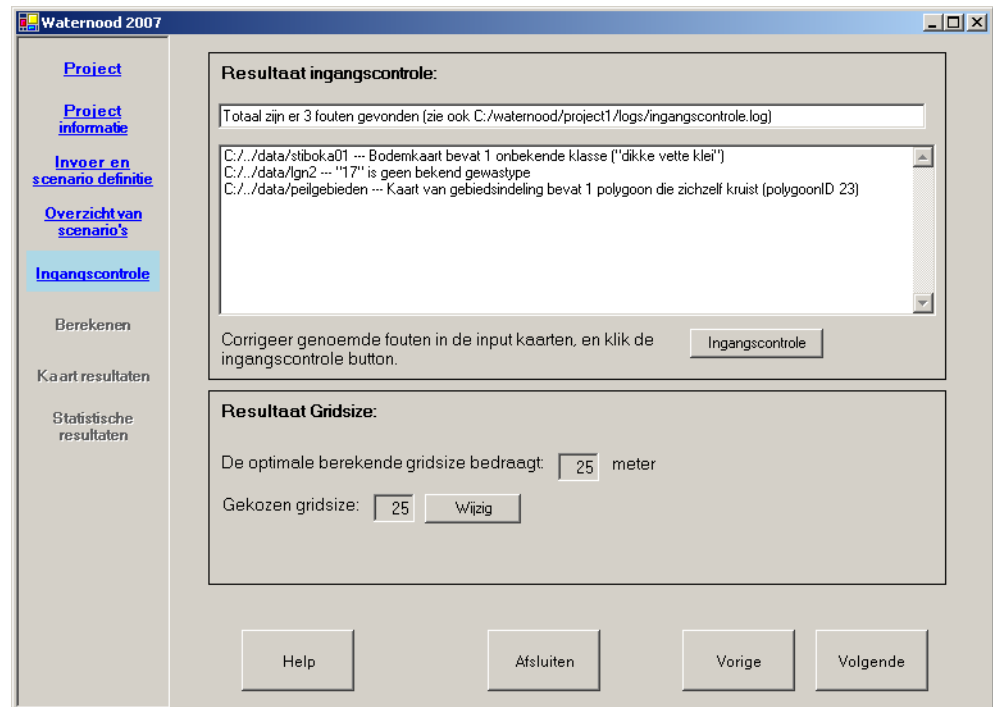 Waternood 2007
Project
Project
informatie
Invoer en
scenario definitie
Overzicht van
scenario's
Ingangscontrole
Berekenen
Kaart resultaten
Statistische
resultaten
Resultaat ingangscontrole:
Totaal zijn er 3 fouten gevonden (zie ook C:/waternood/project1/logs/ingangscontrole.log)
C:/../data/stiboka01 --- Bodemkaart bevat 1 onbekende klasse ("dikke vette klei")
C:/../data/lgn2 --- "17" is geen bekend gewastype
C:/../data/peilgebieden --- Kaart van gebiedsindeling bevat 1 polygoon die zichzelf kruist (polygoonID 23)
Corrigeer genoemde fouten in de input kaarten, en klik de
ingangscontrole button.
Ingangscontrole
Resultaat Gridsize:
De optimale berekende gridsize bedraagt: 25 meter
Gekozen gridsize: 25 Wijzig
Help Afsluiten Vorige Volgende